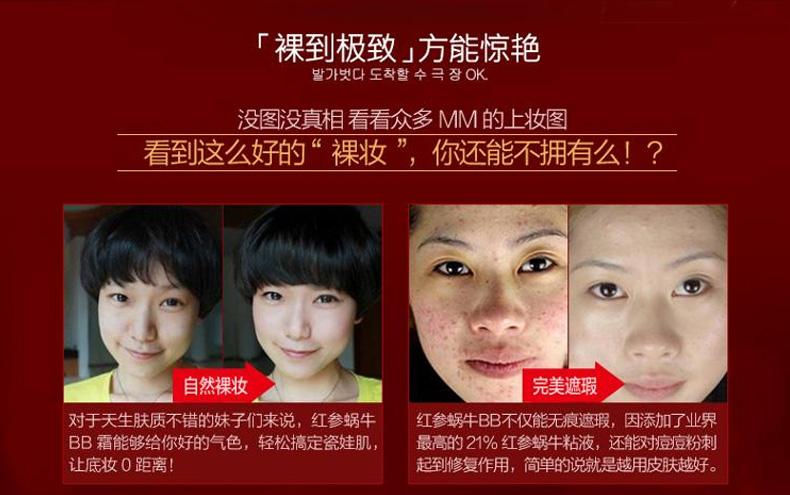 「裸到极致」方能惊艳
발가벗다 도착할 수 극 장 OK.
没图没真相 看看众多 MM 的上妆图
看到这么好的“ 裸妆 ”，你还能不拥有么！？
自然裸妆
对于天生肤质不错的妹子们来说，红参蜗牛
BB 霜能够给你好的气色，轻松搞定瓷娃肌，
让底妆 0 距离！
完美遮瑕
红参蜗牛BB不仅能无痕遮瑕，因添加了业界
最高的 21% 红参蜗牛粘液，还能对痘痘粉刺
起到修复作用，简单的说就是越用皮肤越好。